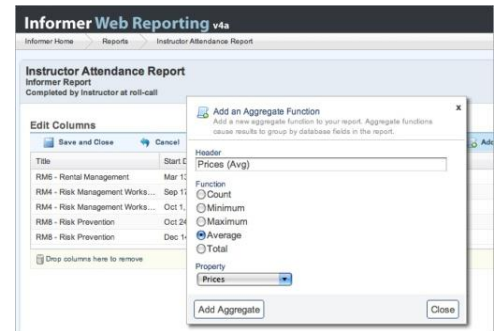 Informer Web Reporting v4a
Informer Home Reports Instructor Attendance Report
Instructor Attendance Report
Informer Report
Completed by Instructor at roll-call
Edit Columns
Save and Close Cancel Add
Title Start D
RM6 - Rental Management Mar 13
RM4 - Risk Management Works... Sep 17
RM4 - Risk Management Works... Oct 1,
RM8 - Risk Prevention Oct 24
RM8 - Risk Prevention Dec 14
Drop columns here to remove
Add an Aggregate Function x
Add a new aggregate function to your report. Aggregate functions
cause results to group by database fields in the report.
Header
Prices (Avg)
Function
Count
Minimum
Maximum
Average
Total
Property
Prices
Add Aggregate Close